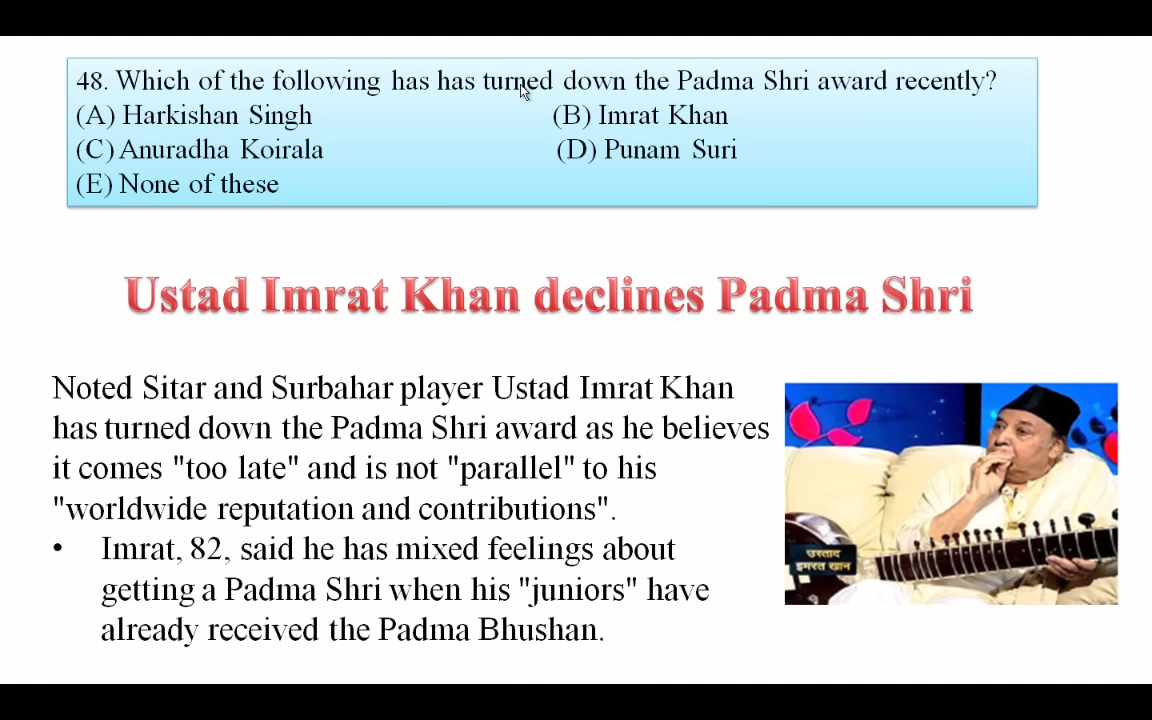 48. Which of the following has has turned down the Padma Shri award recently?
(A) Harkishan Singh (B) Imrat Khan
(C) Anuradha Koirala (D) Punam Suri
(E) None of these
Ustad Imrat Khan declines Padma Shri
Noted Sitar and Surbahar player Ustad Imrat Khan
has turned down the Padma Shri award as he believes
it comes "too late" and is not "parallel" to his
"worldwide reputation and contributions".
• Imrat, 82, said he has mixed feelings about
getting a Padma Shri when his "juniors" have
already received the Padma Bhushan.
उस्ताद
इमरत खान